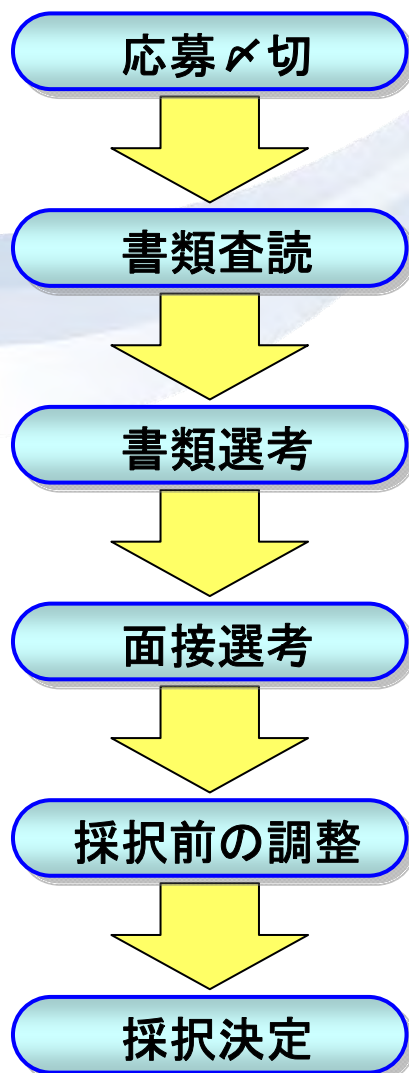 応募〆切
書類査読
書類選考
面接選考
採択前の調整
採択決定